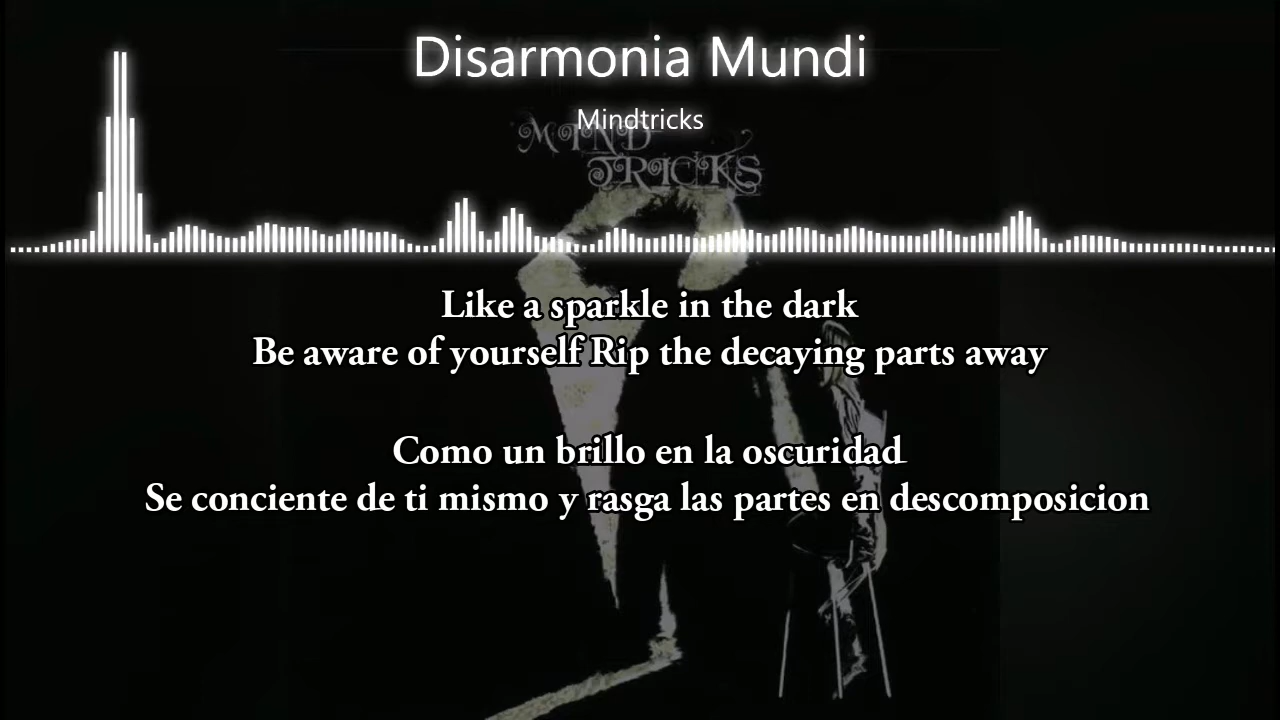 Disarmonia Mundi
Mindtricks
MIND
TRICKS
Like a sparkle in the dark
Be aware of yourself Rip the decaying parts away
Como un brillo en la oscuridad
Se conciente de ti mismo y rasga las partes en descomposicion